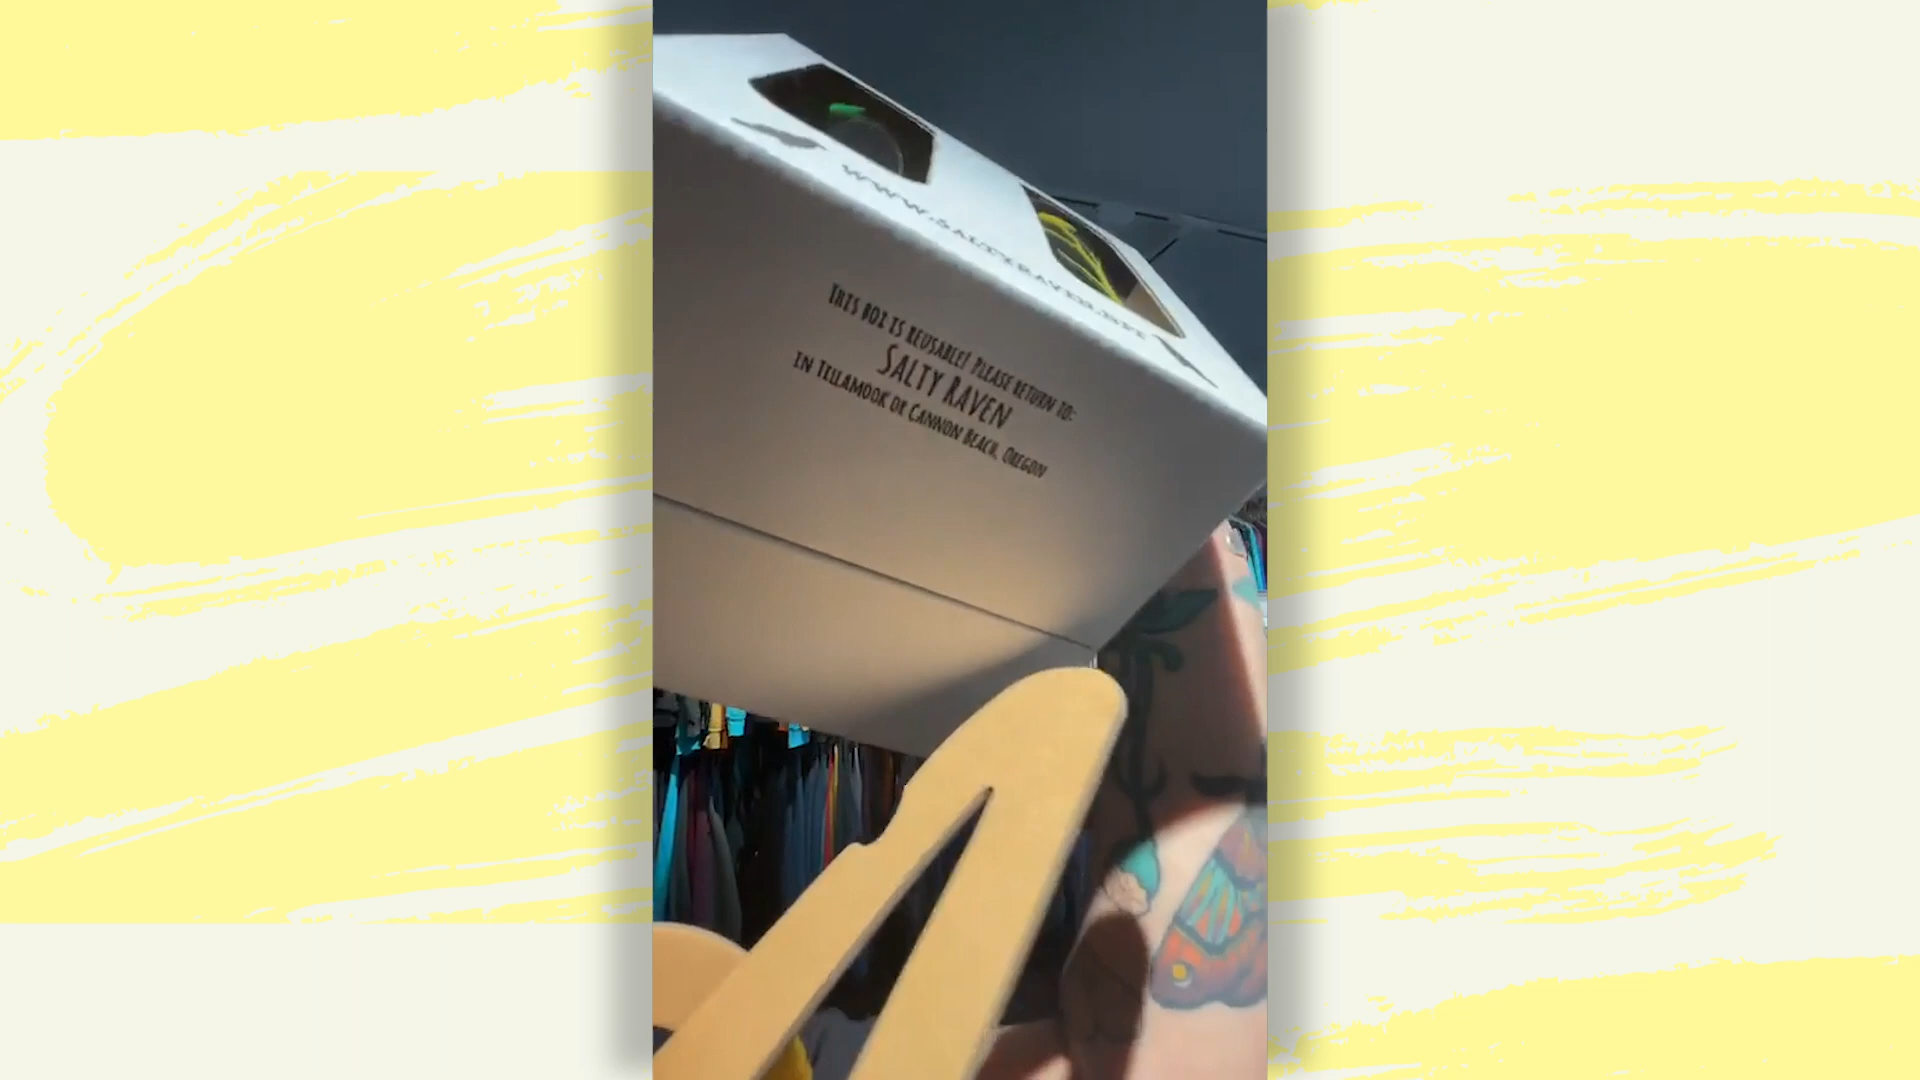 WWW.SALTYRAVEN.NET
THIS BOX IS REUSABLE! PLEASE RETURN TO:
SALTY RAVEN
IN TILLAMOOK OR CANNON BEACH, OREGON